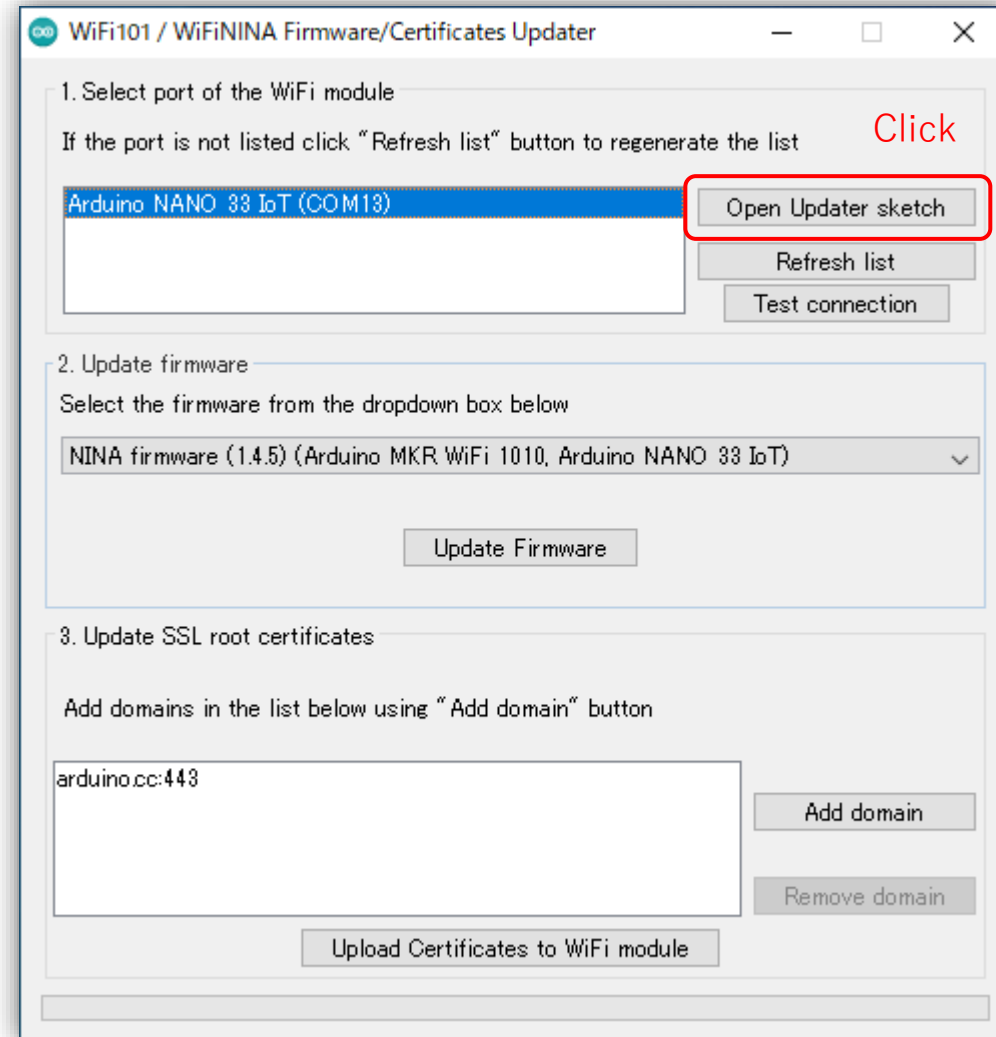 WiFi101 / WiFiNINA Firmware/Certificates Updater
1. Select port of the WiFi module
If the port is not listed click "Refresh list" button to regenerate the list
Click
Arduino NANO 33 IoT (COM13)
Open Updater sketch
Refresh list
Test connection
2. Update firmware
Select the firmware from the dropdown box below
NINA firmware (1.4.5) (Arduino MKR WiFi 1010, Arduino NANO 33 IoT)
Update Firmware
3. Update SSL root certificates
Add domains in the list below using "Add domain" button
arduino.cc:443
Add domain
Remove domain
Upload Certificates to WiFi module